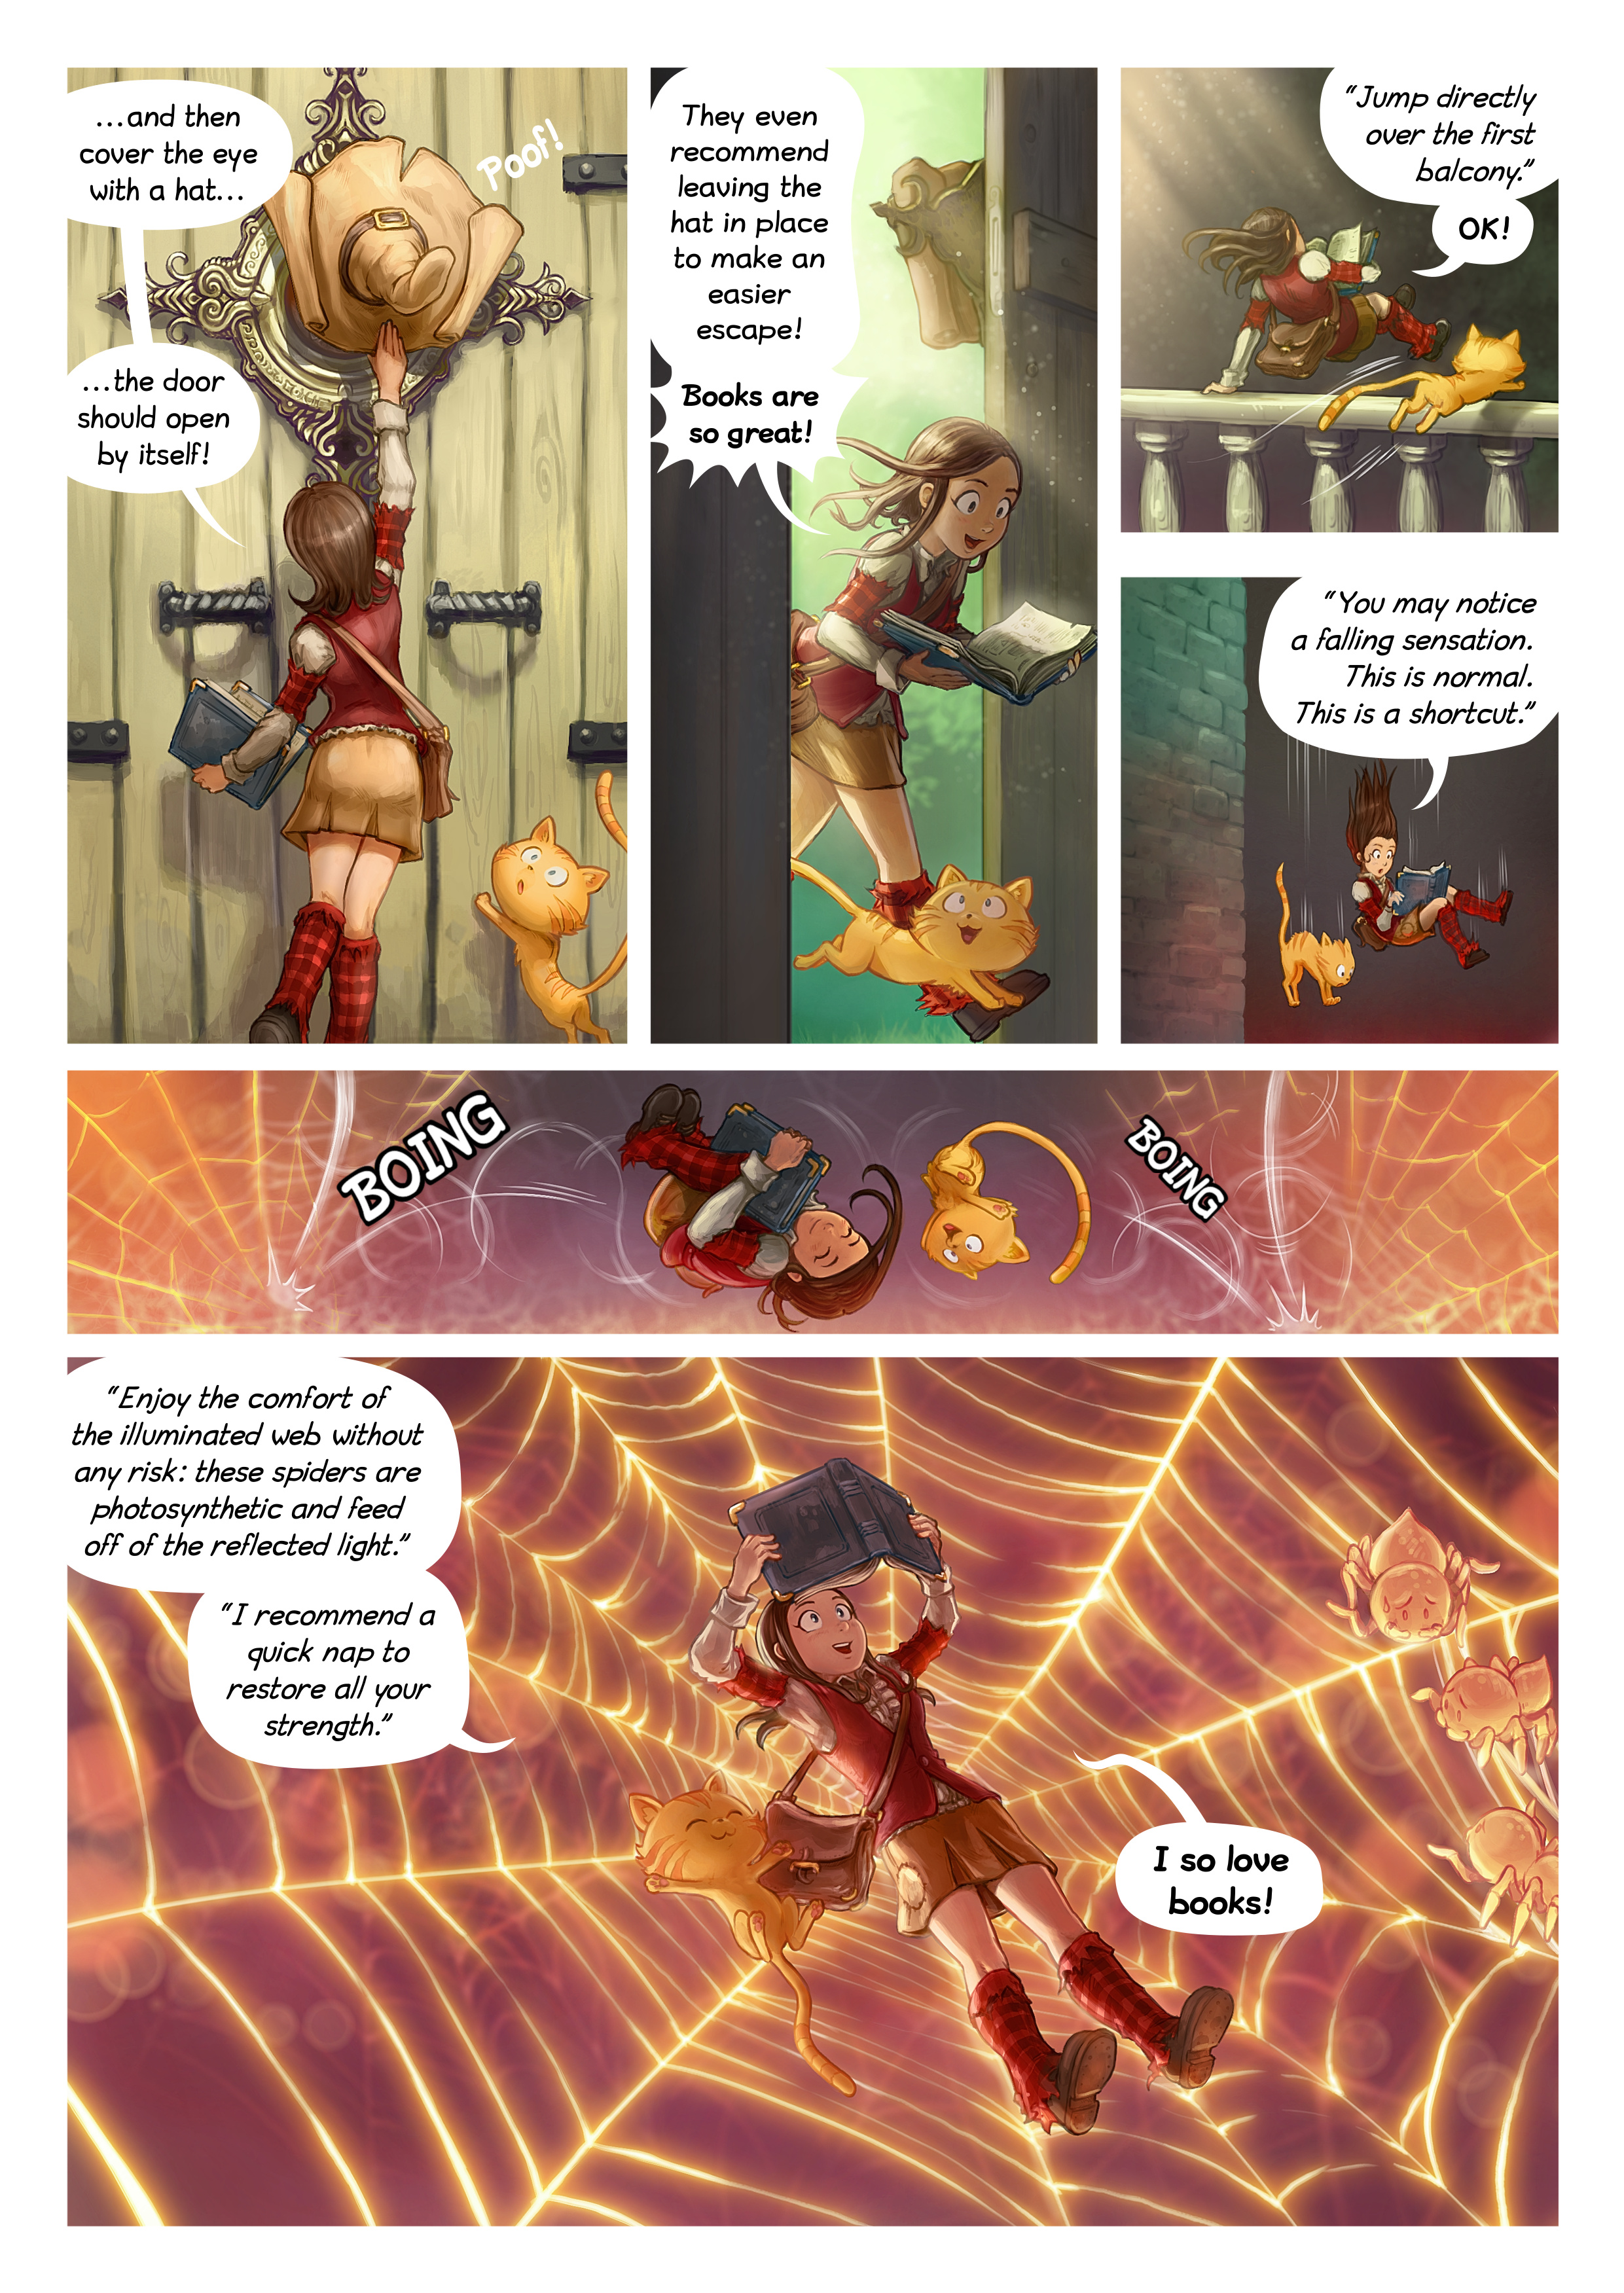 ...and then
cover the eye
with a hat...
Poof!
...the door
should open
by itself!
They even
recommend
leaving the
hat in place
to make an
easier
escape!
Books are
so great!
“Jump directly
over the first
balcony.”
OK!
“You may notice
a falling sensation.
This is normal.
This is a shortcut.”
BOING
BOING
“Enjoy the comfort of
the illuminated web without
any risk: these spiders are
photosynthetic and feed
off of the reflected light.”
“I recommend a
quick nap to
restore all your
strength.”
I so love
books!